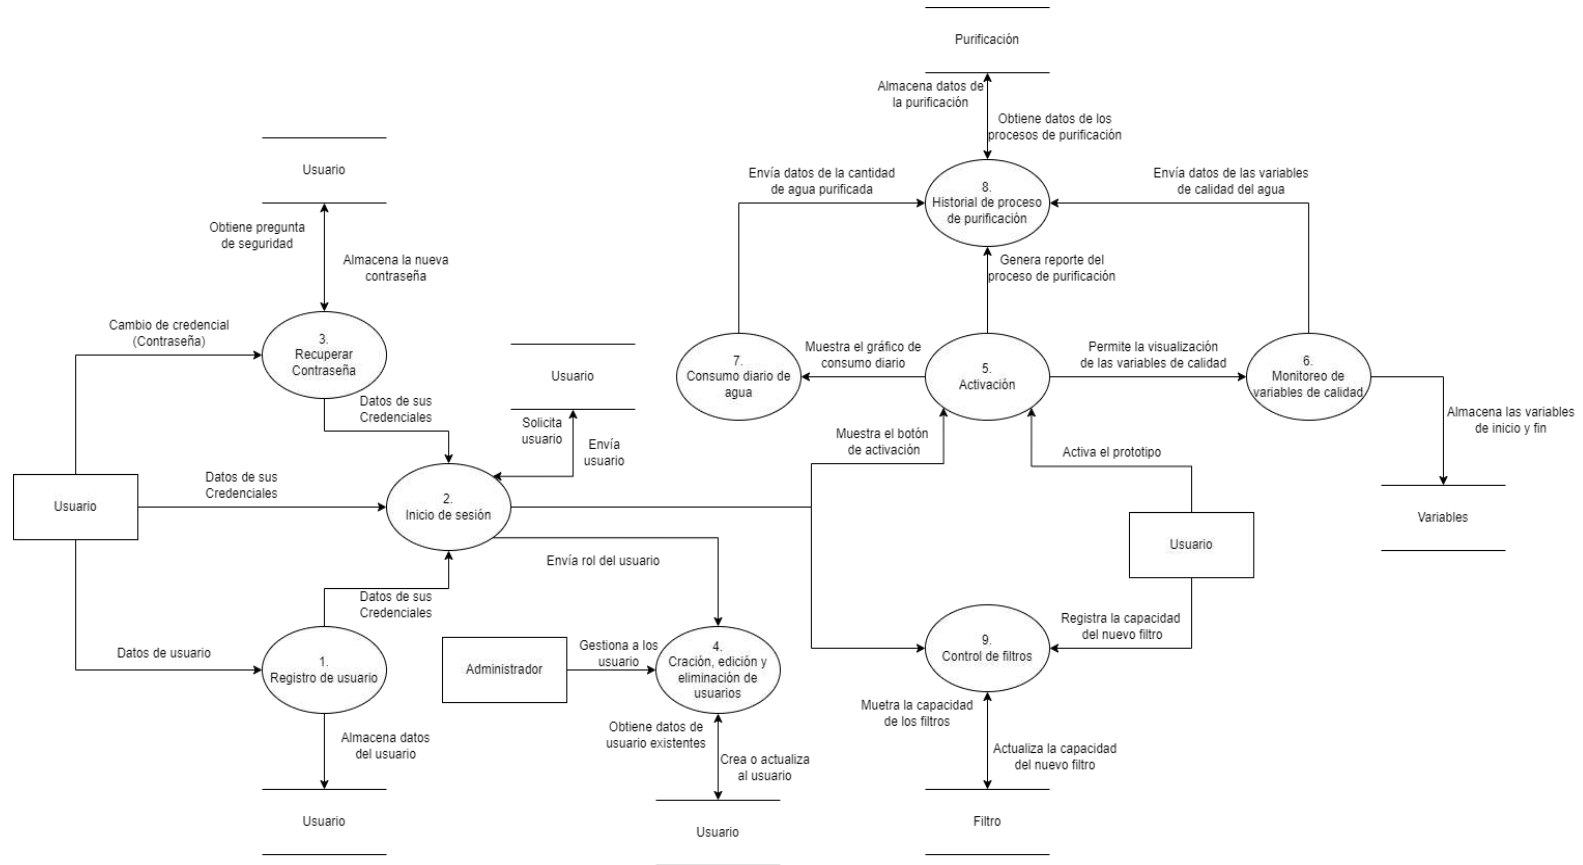 Purificación
Almacena datos de
la purificación
Obtiene datos de los
procesos de purificación
Usuario
Envía datos de la cantidad
de agua purificada
8.
Historial de proceso
de purificación
Envía datos de las variables
de calidad del agua
Obtiene pregunta
de seguridad
Almacena la nueva
contraseña
Genera reporte del
proceso de purificación
Cambio de credencial
(Contraseña)
3.
Recuperar
Contraseña
Usuario
7.
Consumo diario de
agua
Muestra el gráfico de
consumo diario
5.
Activación
Permite la visualización
de las variables de calidad
6.
Monitoreo de
variables de calidad
Datos de sus
Credenciales
Solicita
usuario
Envía
usuario
Muestra el botón
de activación
Activa el prototipo
Almacena las variables
de inicio y fin
Usuario
Datos de sus
Credenciales
2.
Inicio de sesión
Variables
Usuario
Envía rol del usuario
Datos de sus
Credenciales
Datos de usuario
1.
Registro de usuario
Administrador
Gestiona a los
usuario
4.
Cración, edición y
eliminación de
usuarios
9.
Control de filtros
Registra la capacidad
del nuevo filtro
Almacena datos
del usuario
Obtiene datos de
usuario existentes
Crea o actualiza
al usuario
Muetra la capacidad
de los filtros
Actualiza la capacidad
del nuevo filtro
Usuario
Usuario
Filtro